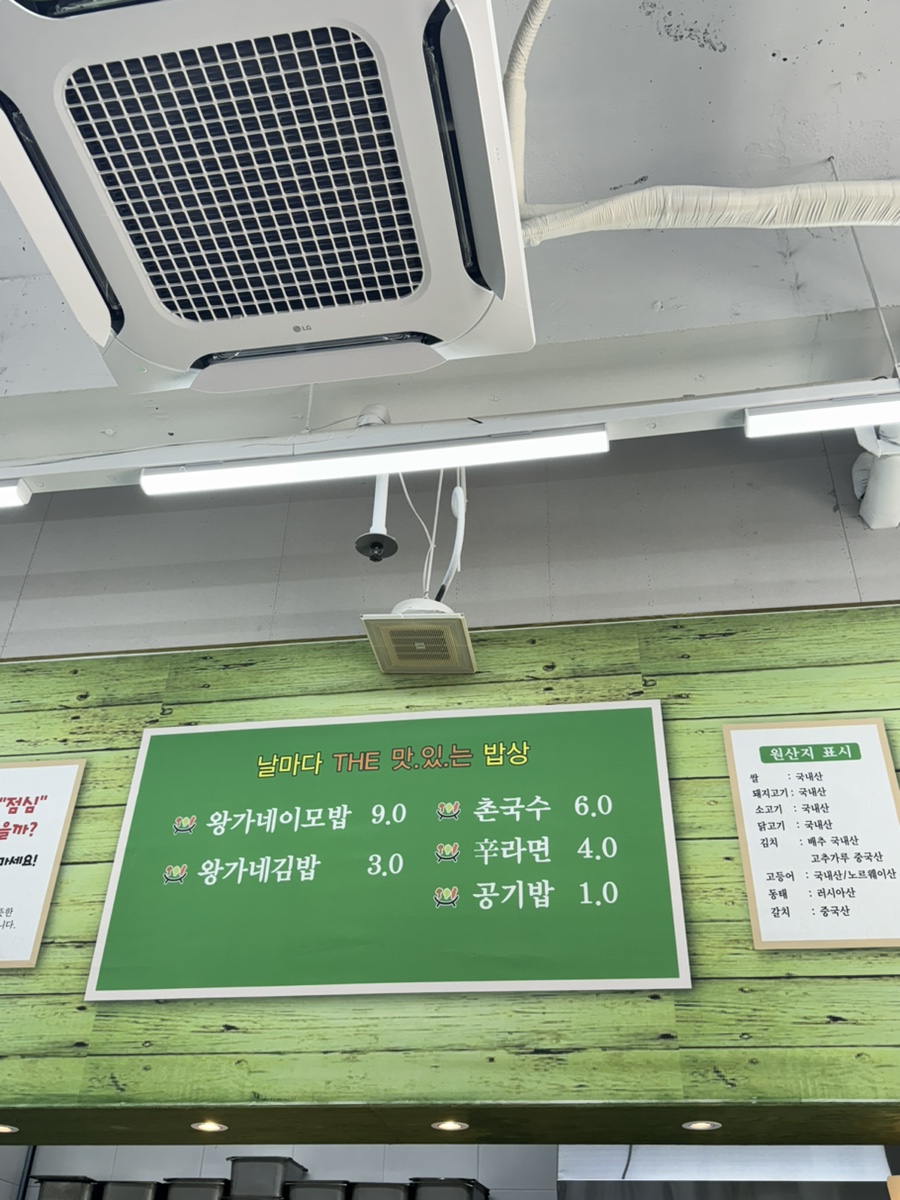 LG
날마다 THE 맛.있.는 밥상
왕가네이모밥 9.0
왕가네김밥 3.0
촌국수 6.0
辛라면 4.0
공기밥 1.0
"점심"
을까?
마세요!
니다.
원산지 표시
쌀 : 국내산
돼지고기 : 국내산
소고기 : 국내산
닭고기 : 국내산
김치 : 배추 국내산
고추가루 중국산
고등어 : 국내산/노르웨이산
동태 : 러시아산
갈치 : 중국산